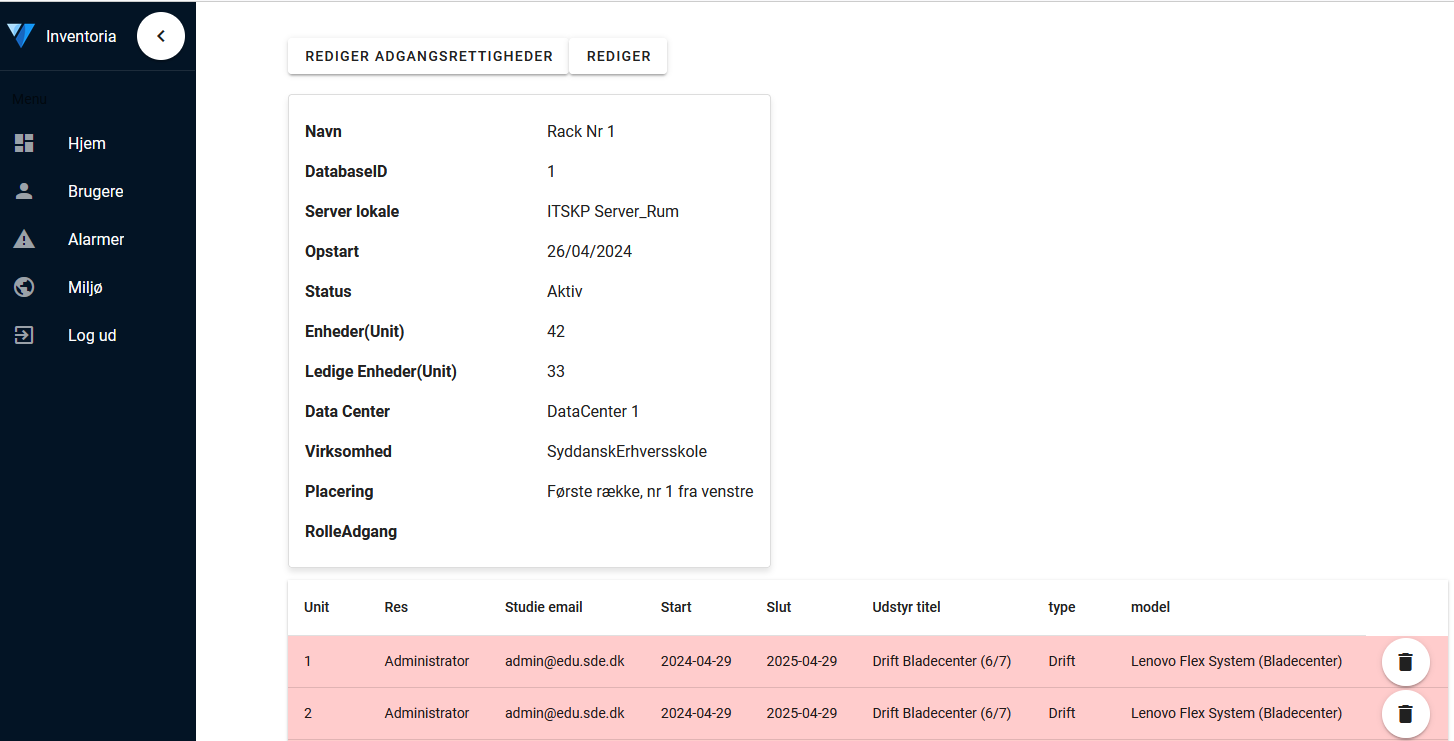 Inventoria
Menu
Hjem
Brugere
Alarmer
Miljø
Log ud
REDIGER ADGANGSRETTIGHEDER REDIGER
Navn Rack Nr 1
DatabaseID 1
Server lokale ITSKP Server_Rum
Opstart 26/04/2024
Status Aktiv
Enheder(Unit) 42
Ledige Enheder(Unit) 33
Data Center DataCenter 1
Virksomhed SyddanskErhversskole
Placering Første række, nr 1 fra venstre
RolleAdgang
Unit Res Studie email Start Slut Udstyr titel type model
1 Administrator admin@edu.sde.dk 2024-04-29 2025-04-29 Drift Bladecenter (6/7) Drift Lenovo Flex System (Bladecenter)
2 Administrator admin@edu.sde.dk 2024-04-29 2025-04-29 Drift Bladecenter (6/7) Drift Lenovo Flex System (Bladecenter)